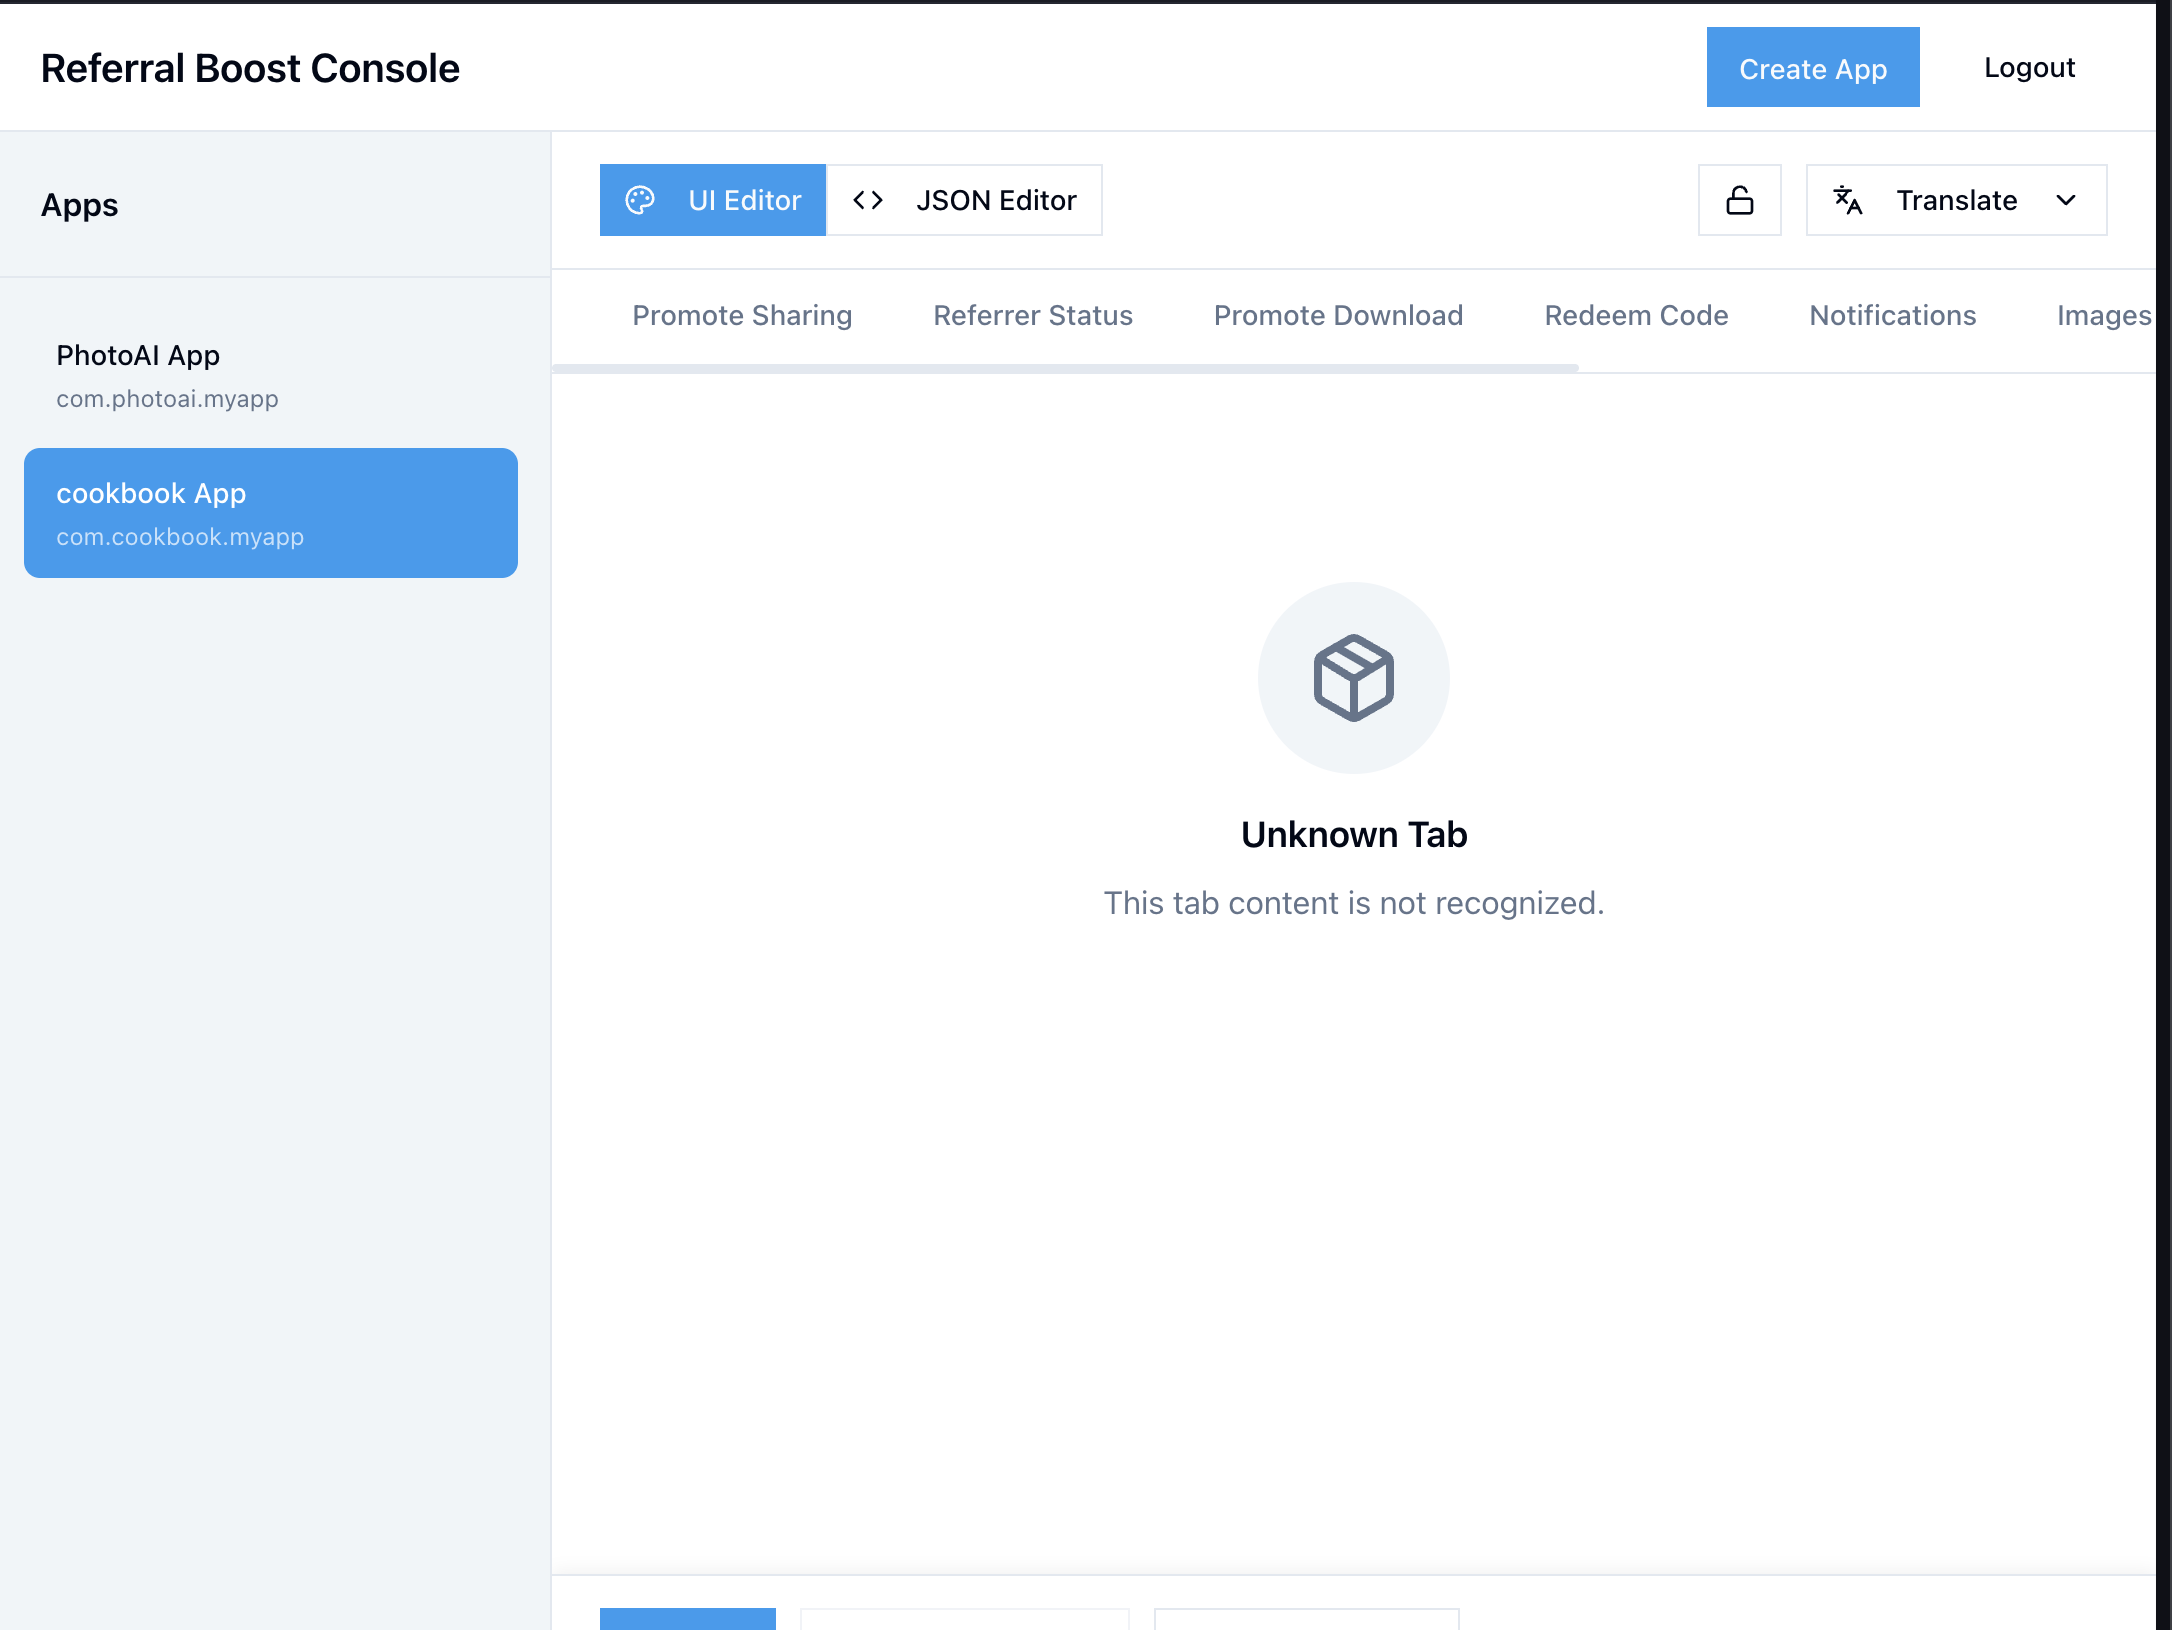 Referral Boost Console
Create App
Logout
Apps
UI Editor
JSON Editor
Translate
Promote Sharing
Referrer Status
Promote Download
Redeem Code
Notifications
Images
PhotoAI App
com.photoai.myapp
cookbook App
com.cookbook.myapp
Unknown Tab
This tab content is not recognized.